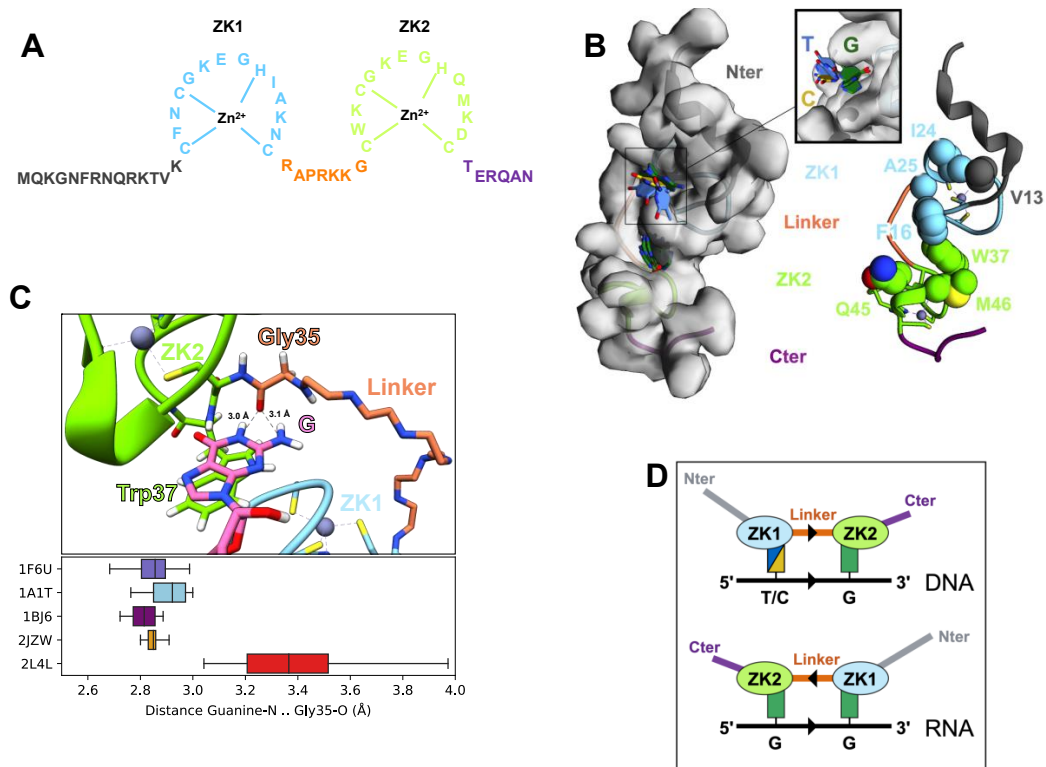 A
ZK1
ZK2
MQKGNFRNQRKTVKCFNCGKEGHIAKNCRAPRKKGCWKCGKEGHQMKDCTERQAN
Zn2+
Zn2+
B
Nter
T
G
C
ZK1
Linker
ZK2
Cter
I24
A25
V13
F16
W37
Q45
M46
C
ZK2
Gly35
Linker
3.0 Å
3.1 Å
G
Trp37
ZK1
1F6U
1A1T
1BJ6
2JZW
2L4L
2.6 2.8 3.0 3.2 3.4 3.6 3.8 4.0
Distance Guanine-N .. Gly35-O (Å)
D
Nter
Cter
Linker
ZK1
ZK2
5'
3'
DNA
T/C
G
Nter
Cter
Linker
ZK2
ZK1
5'
3'
RNA
G
G